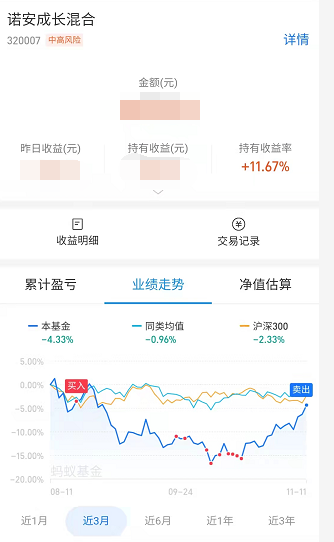 诺安成长混合
320007 中高风险
详情
金额(元)
昨日收益(元) 持有收益(元) 持有收益率
+11.67%
收益明细 交易记录
累计盈亏 业绩走势 净值估算
本基金 同类均值 沪深300
-4.33% -0.96% -2.33%
5.00%
0.00%
-5.00%
-10.00%
-15.00%
-20.00%
买入
卖出
蚂蚁基金
08-11 09-24 11-11
近1月 近3月 近6月 近1年 近3年